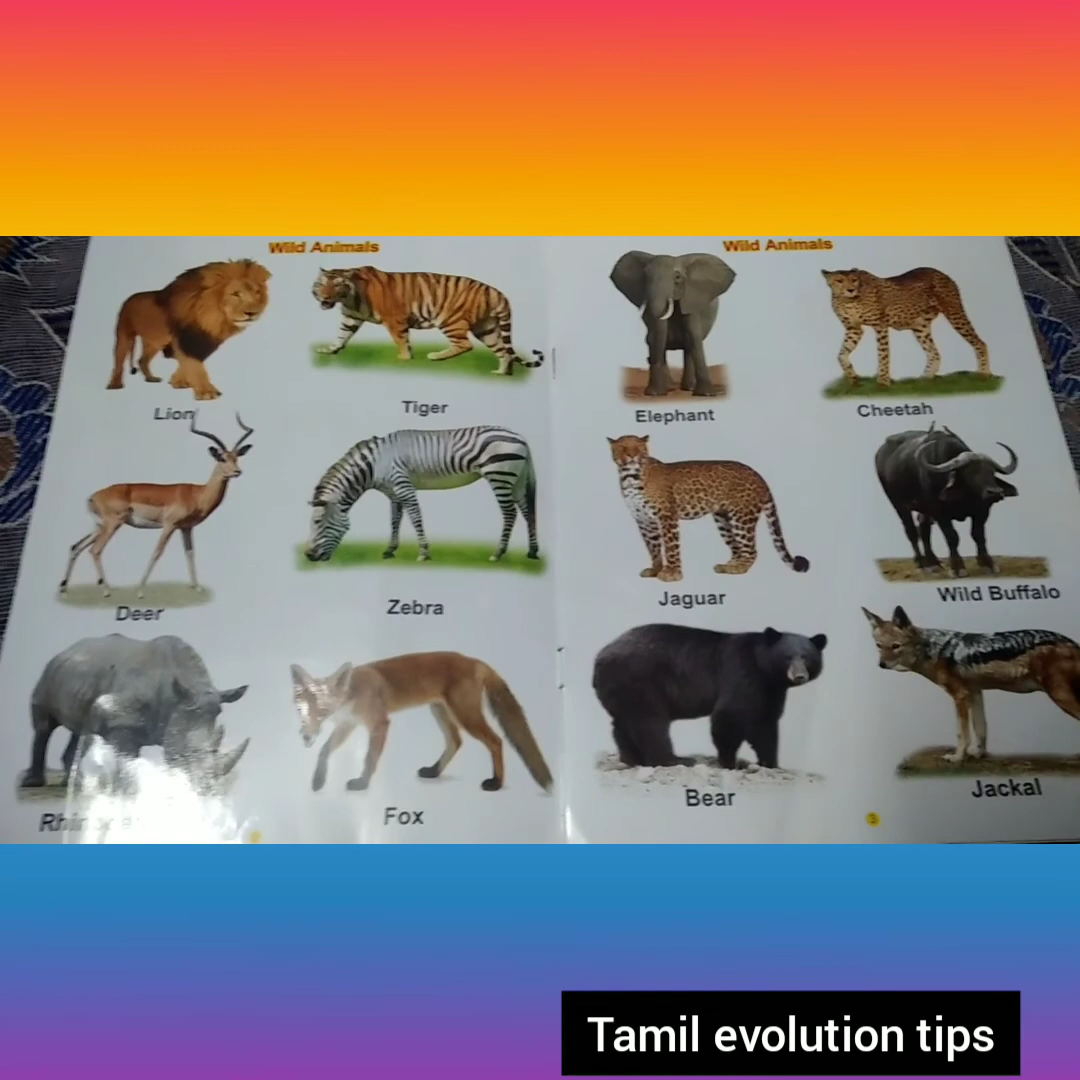 Wild Animals
Lion
Tiger
Deer
Zebra
Fox
Wild Animals
Elephant
Cheetah
Jaguar
Wild Buffalo
Bear
Jackal
3
Tamil evolution tips